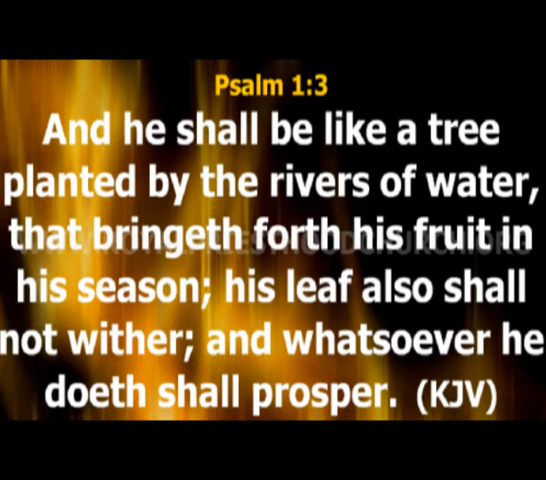 Psalm 1:3
And he shall be like a tree
planted by the rivers of water,
that bringeth forth his fruit in
his season; his leaf also shall
not wither; and whatsoever he
doeth shall prosper. (KJV)